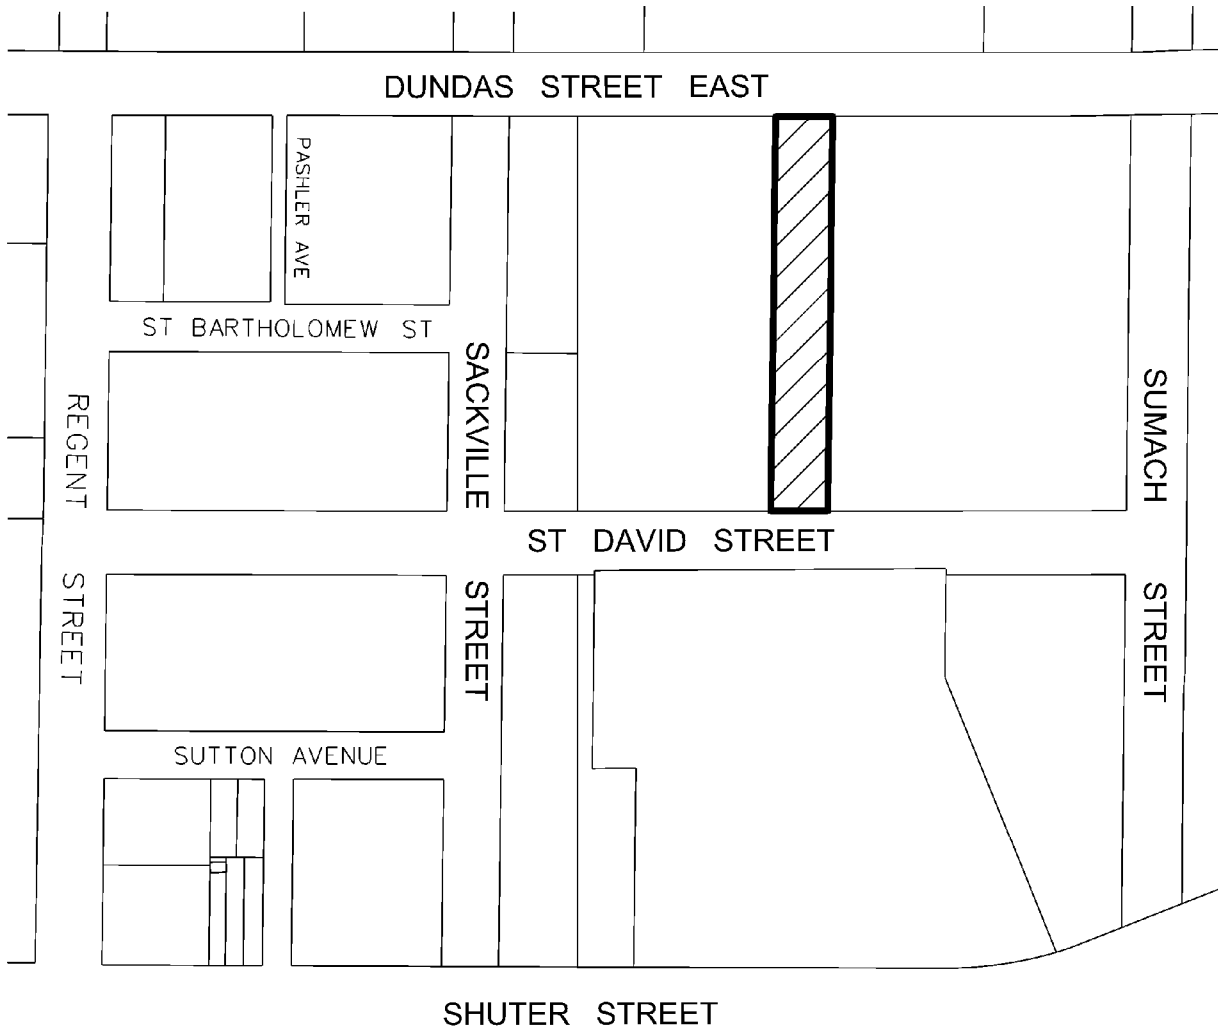 DUNDAS STREET EAST
PASHLER AVE
ST BARTHOLOMEW ST
REGENT STREET
SACKVILLE STREET
SUMACH STREET
ST DAVID STREET
SUTTON AVENUE
SHUTER STREET